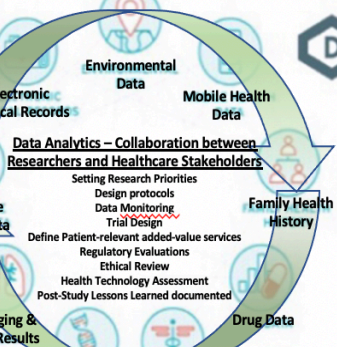 Environmental
Data
ectronic
cal Records
Mobile Health
Data
Data Analytics – Collaboration between
Researchers and Healthcare Stakeholders
Setting Research Priorities
Design protocols
Data Monitoring
Trial Design
Define Patient-relevant added-value services
Regulatory Evaluations
Ethical Review
Health Technology Assessment
Post-Study Lessons Learned documented
Family Health
History
e
ta
ging &
Results
Drug Data
D